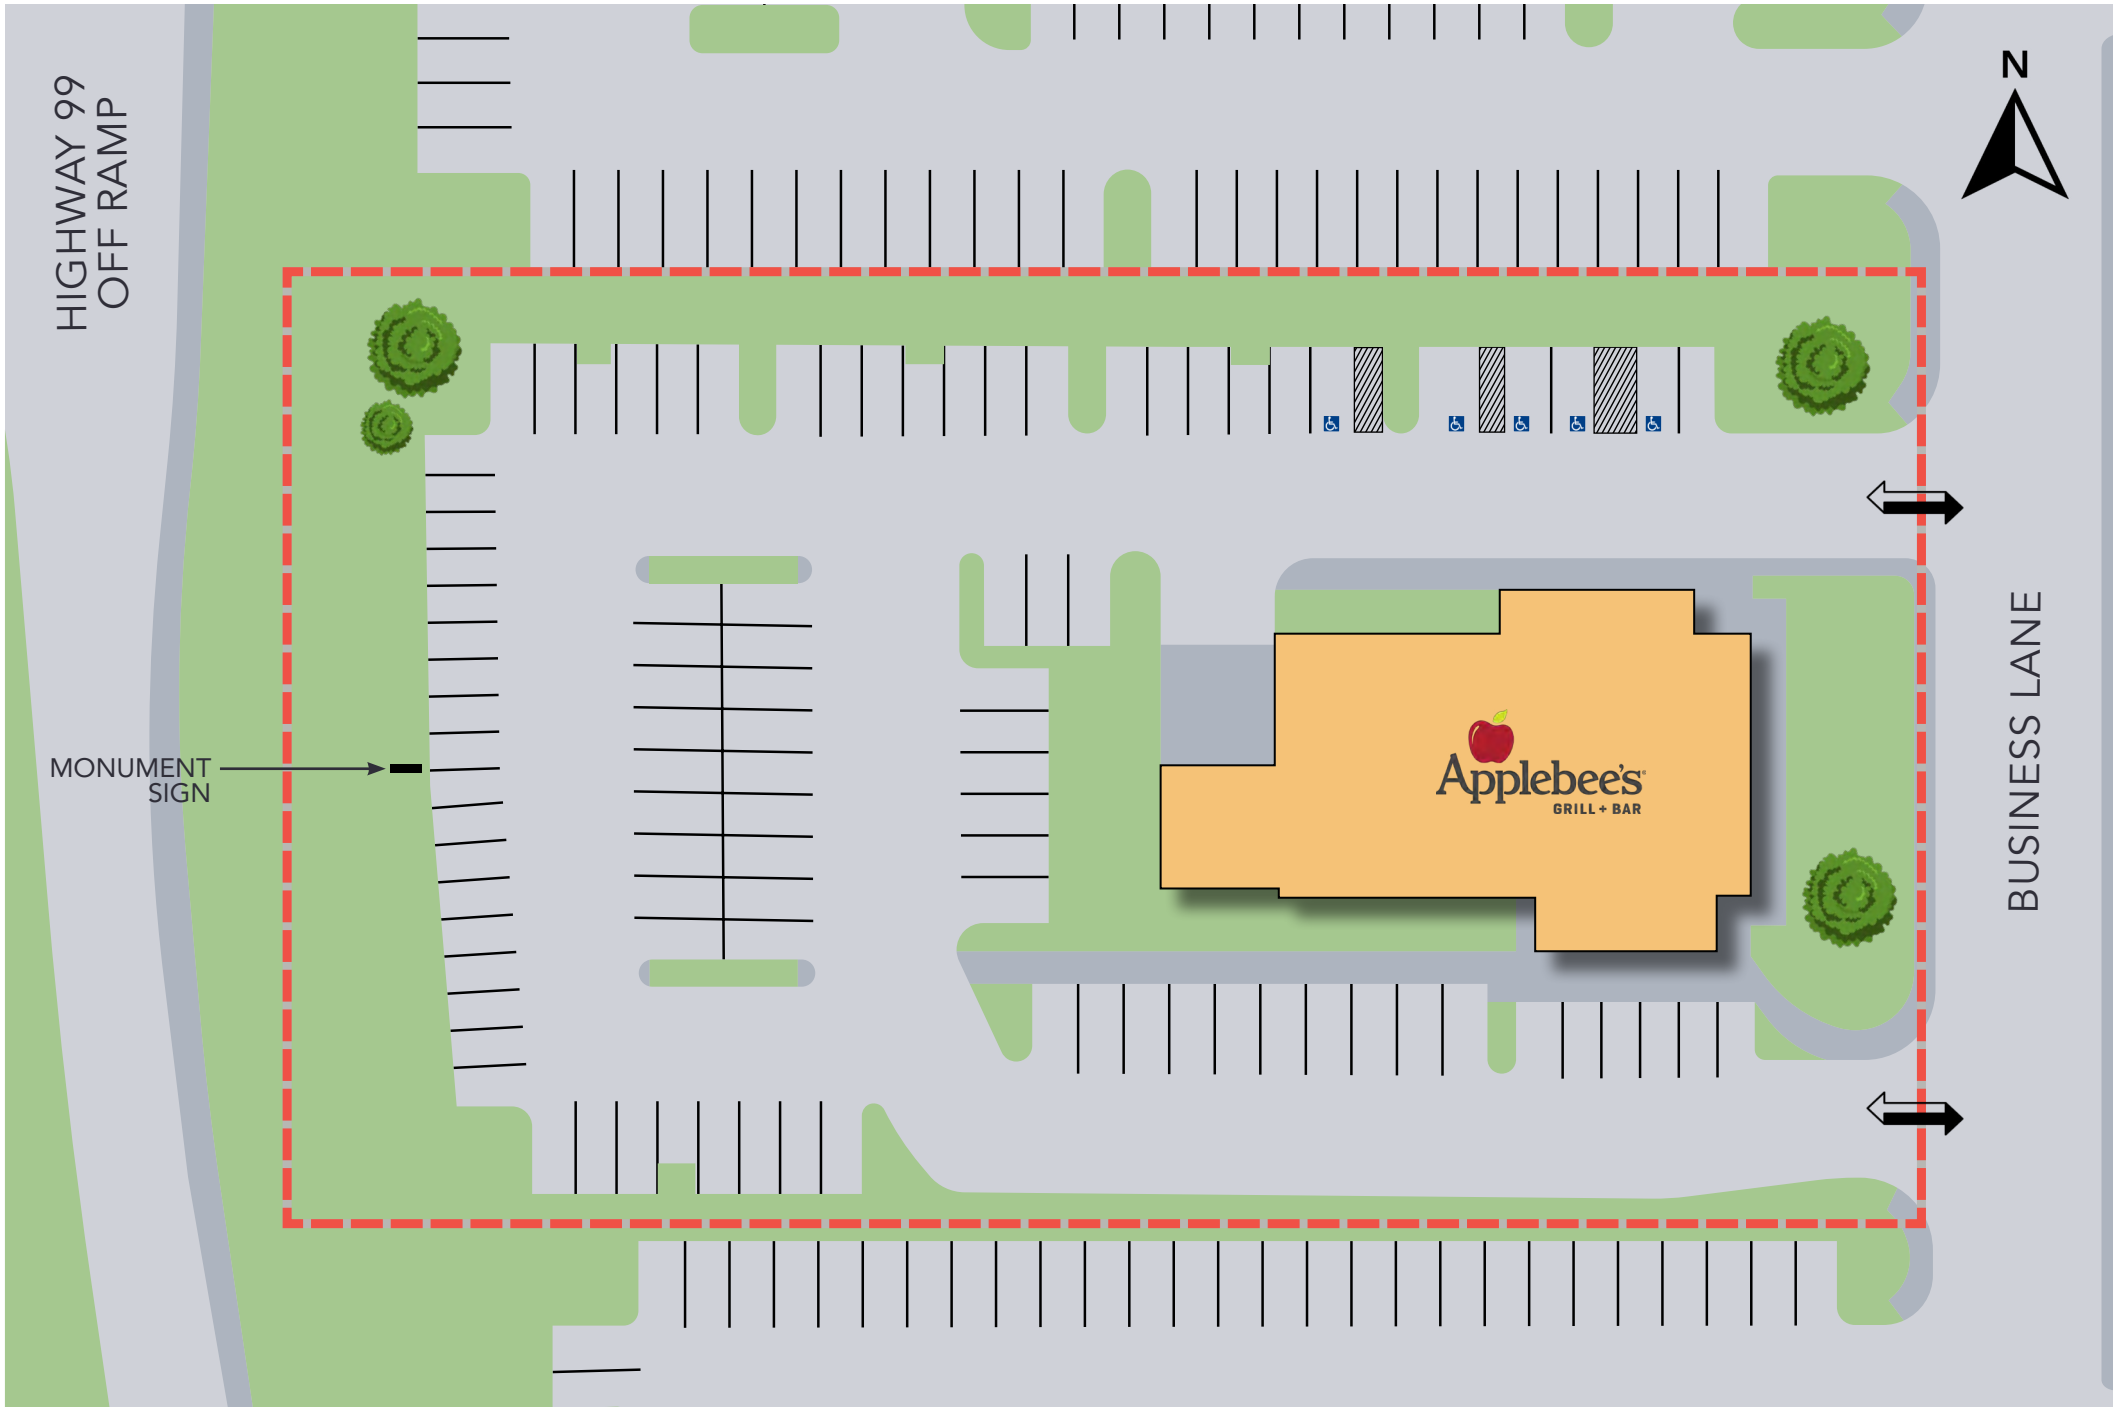 HIGHWAY 99
OFF RAMP
N
MONUMENT
SIGN
Applebee's
GRILL + BAR
BUSINESS LANE